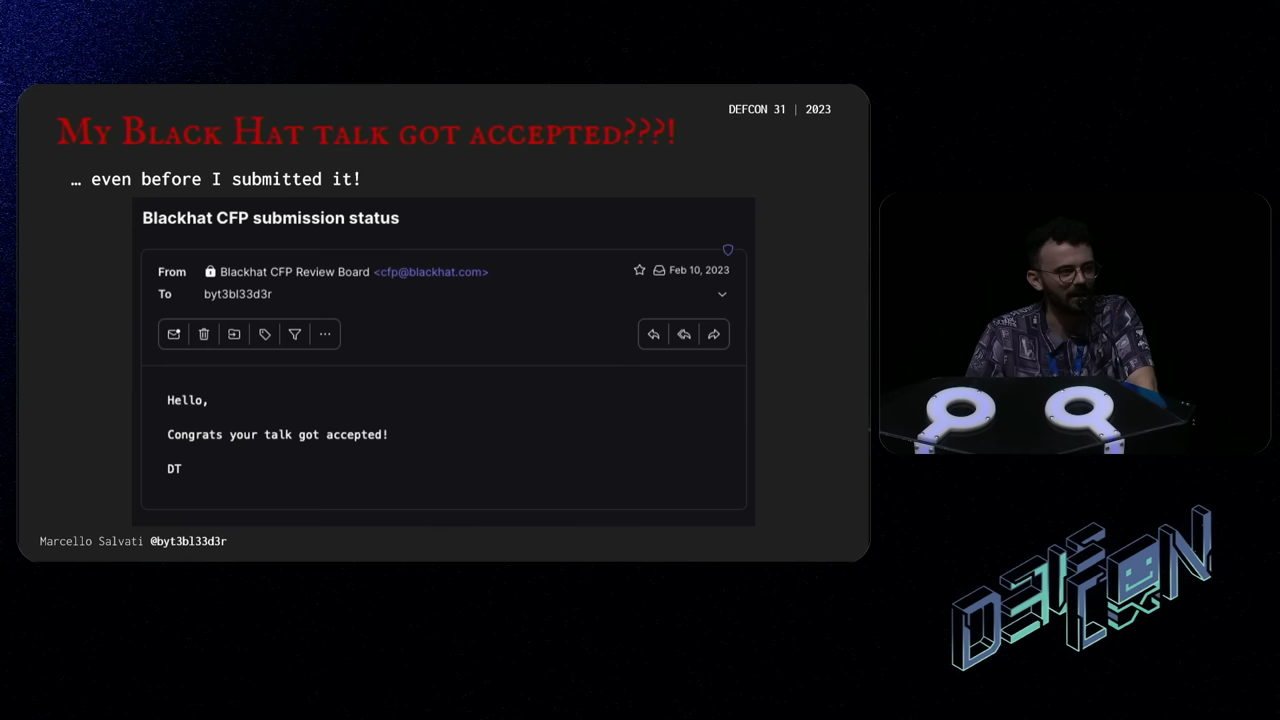 DEFCON 31 | 2023
My Black Hat talk got accepted???!
… even before I submitted it!
Blackhat CFP submission status
From Blackhat CFP Review Board <cfp@blackhat.com> Feb 10, 2023
To byt3bl33d3r
Hello,
Congrats your talk got accepted!
DT
Marcello Salvati @byt3bl33d3r
DEFCON